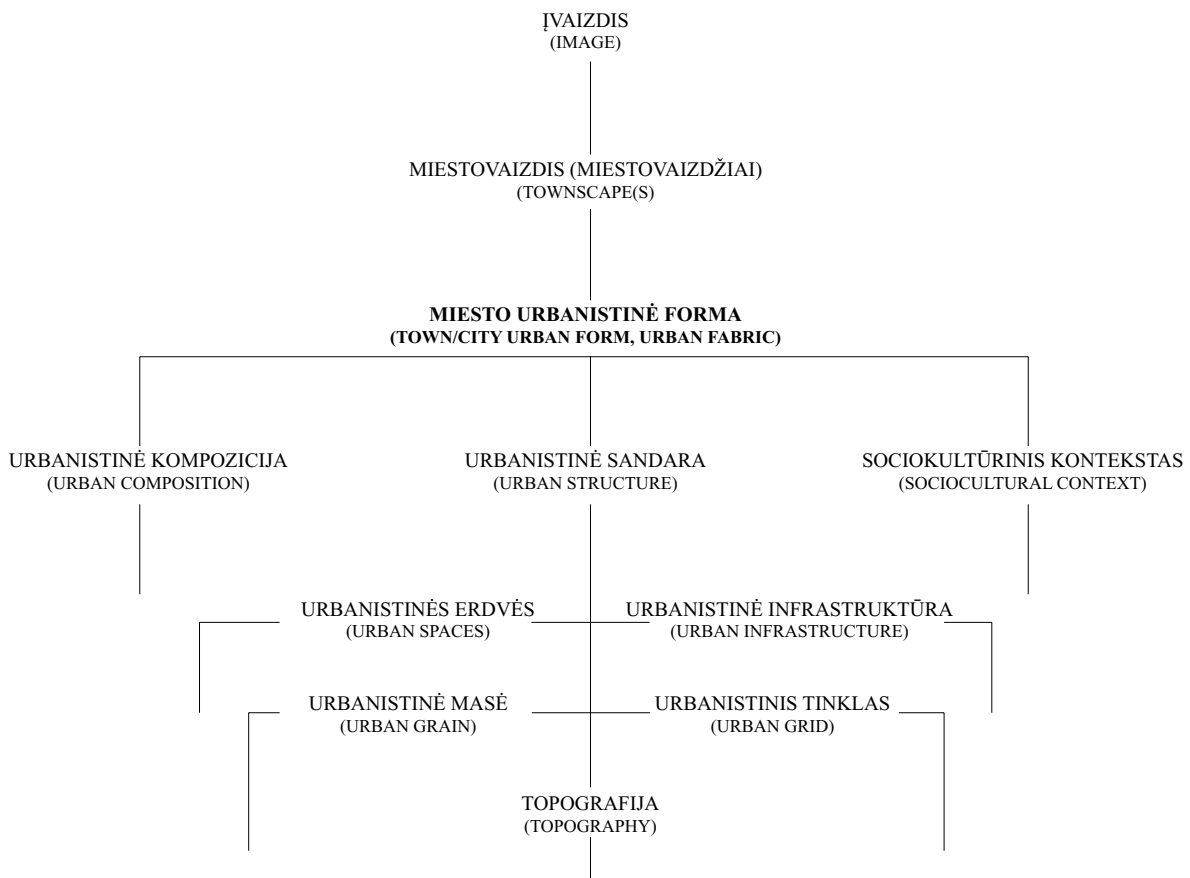 ĮVAIZDIS
(IMAGE)
MIESTOVAIZDIS (MIESTOVAIZDŽIAI)
(TOWNSCAPE(S)
MIESTO URBANISTINĖ FORMA
(TOWN/CITY URBAN FORM, URBAN FABRIC)
URBANISTINĖ KOMPOZICIJA
(URBAN COMPOSITION)
URBANISTINĖ SANDARA
(URBAN STRUCTURE)
SOCIOKULTŪRINIS KONTEKSTAS
(SOCIOCULTURAL CONTEXT)
URBANISTINĖS ERDVĖS
(URBAN SPACES)
URBANISTINĖ INFRASTRUKTŪRA
(URBAN INFRASTRUCTURE)
URBANISTINĖ MASĖ
(URBAN GRAIN)
URBANISTINIS TINKLAS
(URBAN GRID)
TOPOGRAFIJA
(TOPOGRAPHY)